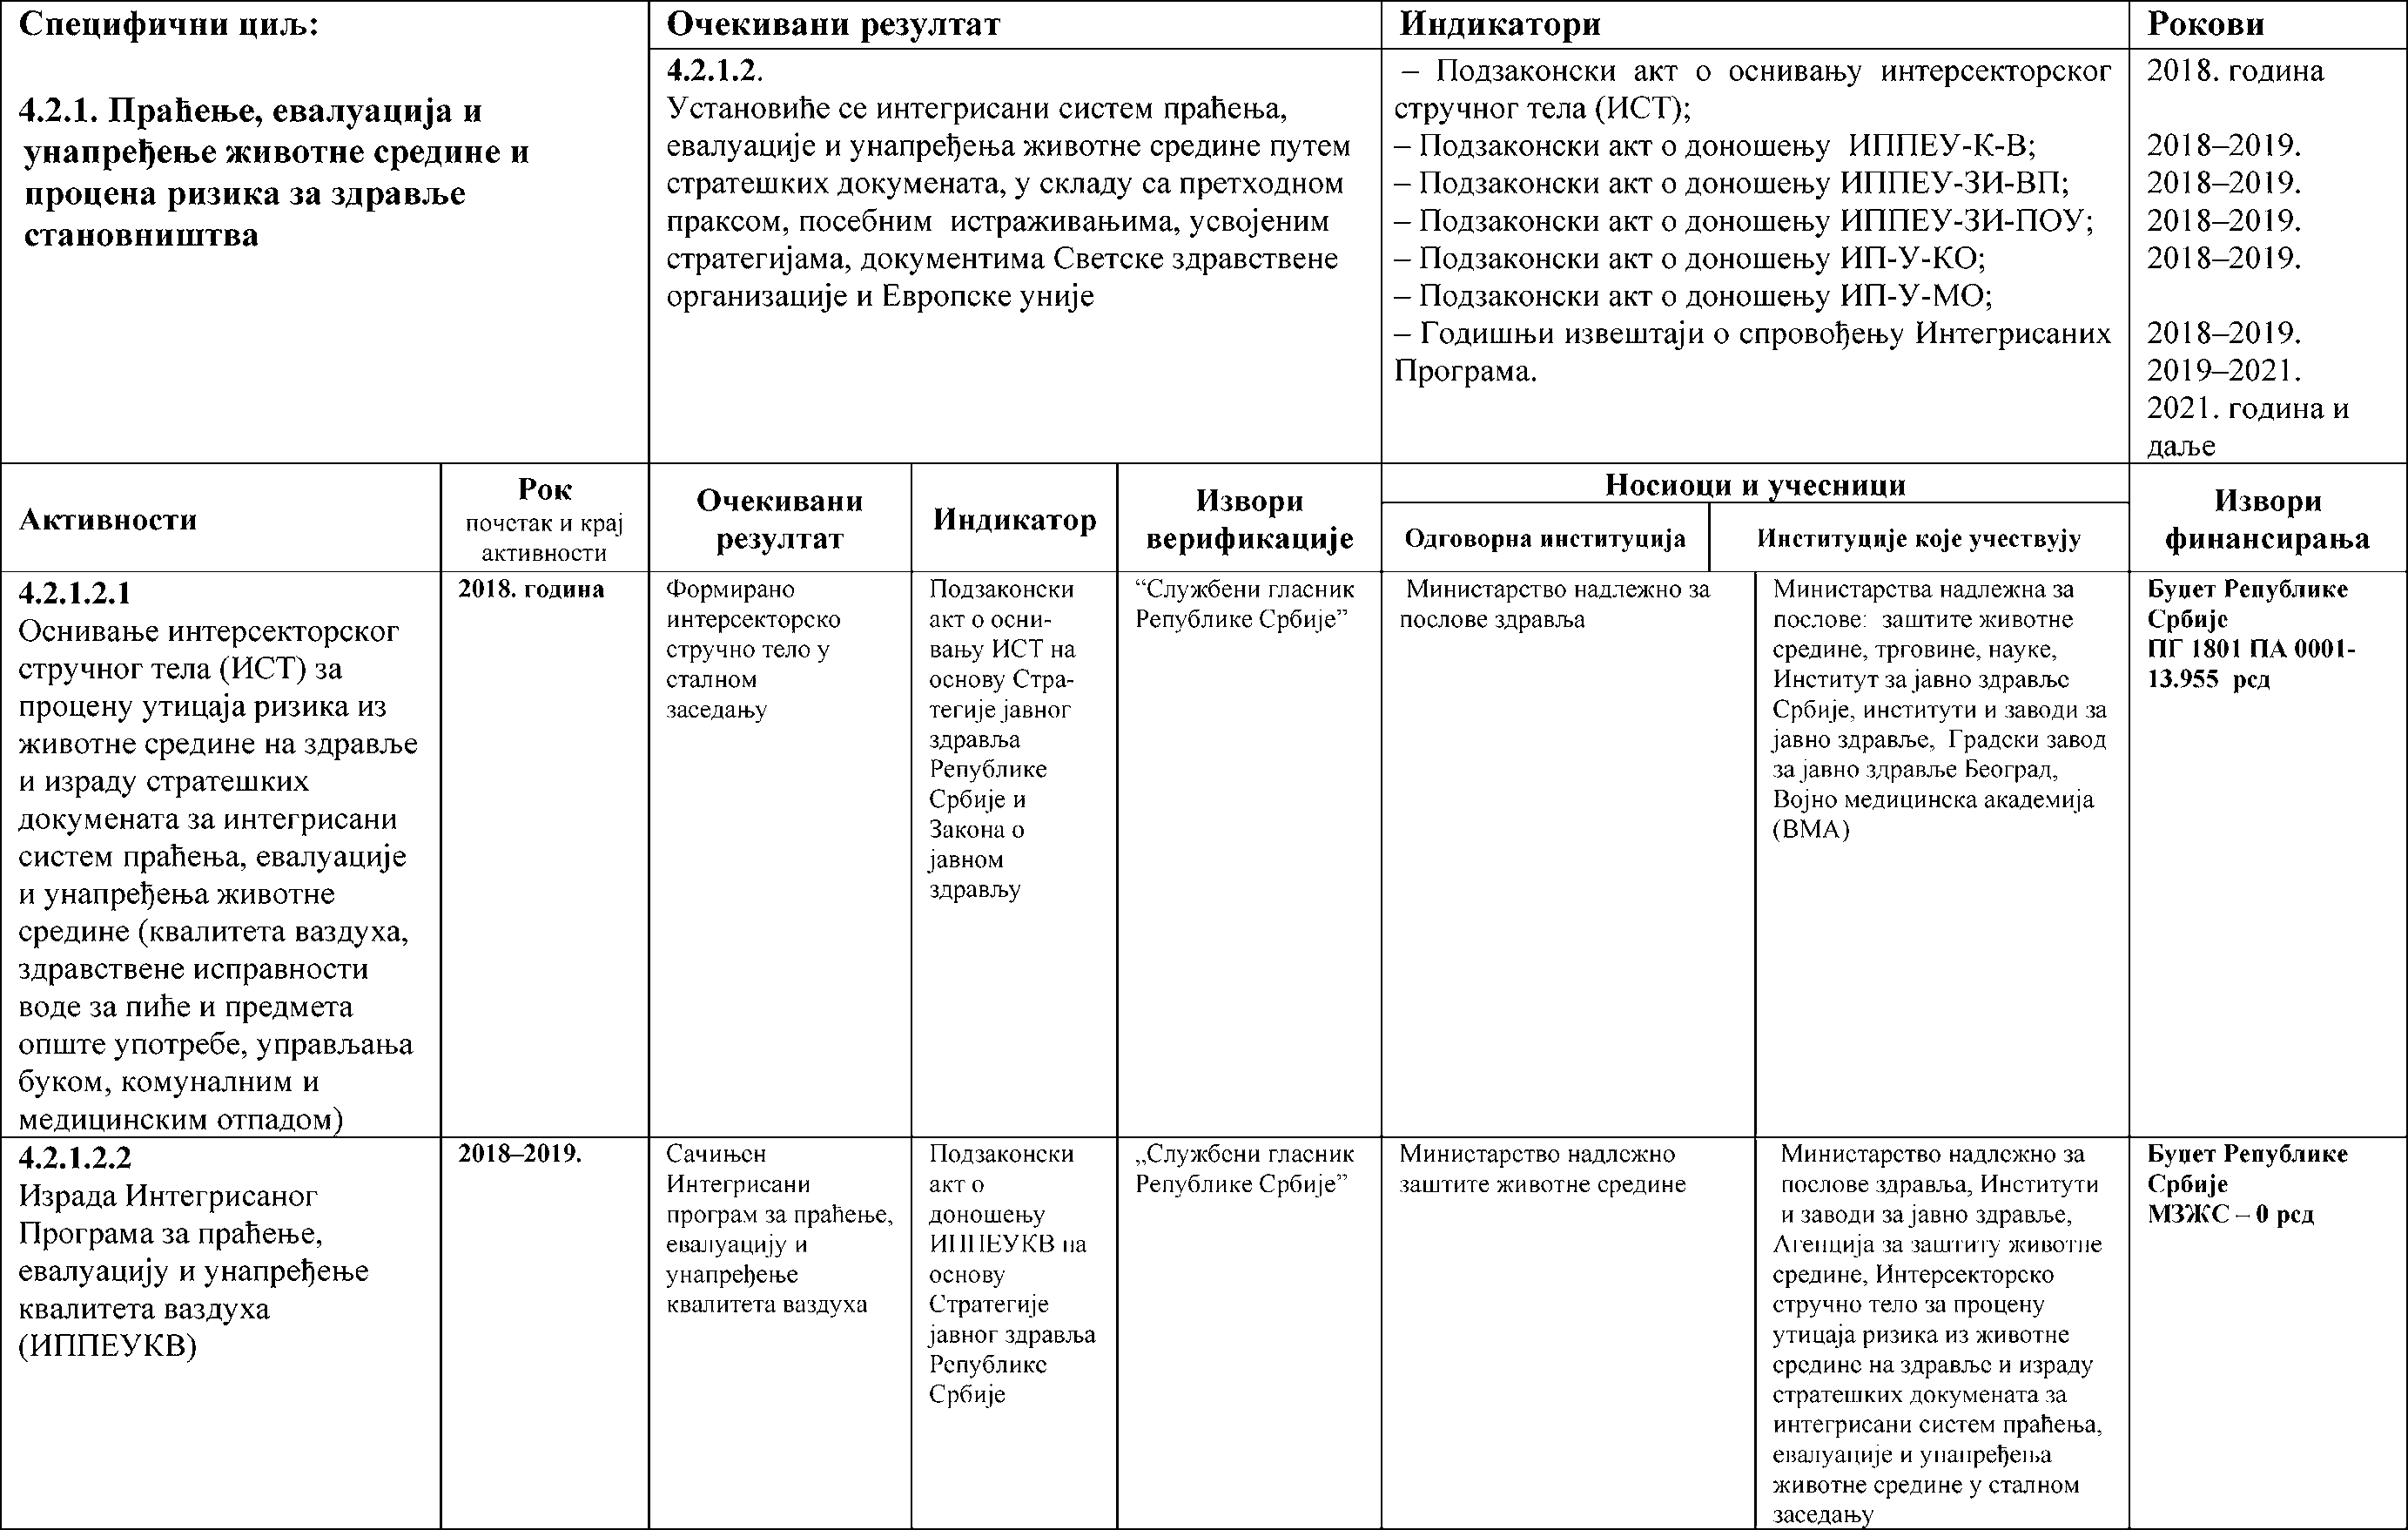 Специфични циљ:
4.2.1. Праћење, евалуација и
унапређење животне средине и
процена ризика за здравље
становништва
Очекивани резултат
4.2.1.2.
Установиће се интегрисани систем праћења,
евалуације и унапређења животне средине путем
стратешких докумената, у складу са претходном
праксом, посебним истраживањима, усвојеним
стратегијама, документима Светске здравствене
организације и Европске уније
Индикатори
– Подзаконски акт о оснивању интерсекторског
стручног тела (ИСТ);
– Подзаконски акт о доношењу ИППЕУ-К-В;
– Подзаконски акт о доношењу ИППЕУ-ЗИ-ВП;
– Подзаконски акт о доношењу ИППЕУ-ЗИ-ПОУ;
– Подзаконски акт о доношењу ИП-У-КО;
– Подзаконски акт о доношењу ИП-У-МО;
– Годишњи извештаји о спровођењу Интегрисаних
Програма.
Рокови
2018. година
2018–2019.
2018–2019.
2018–2019.
2018–2019.
2018–2019.
2019–2021.
2021. година и
даље
Активности
Рок
почетак и крај
активности
Очекивани
резултат
Индикатор
Извори
верификације
Носиоци и учесници
Одговорна институција
Институције које учествују
Извори
финансирања
4.2.1.2.1
Оснивање интерсекторског
стручног тела (ИСТ) за
процену утицаја ризика из
животне средине на здравље
и израду стратешких
докумената за интегрисани
систем праћења, евалуације
и унапређења животне
средине (квалитета ваздуха,
здравствене исправности
воде за пиће и предмета
опште употребе, управљања
буком, комуналним и
медицинским отпадом)
2018. година
Формирано
интерсекторско
стручно тело у
сталном
заседању
Подзаконски
акт о осни-
вању ИСТ на
основу Стра-
тегије јавног
здравља
Републике
Србије и
Закона о
јавном
здрављу
“Службени гласник
Републике Србије”
Министарство надлежно за
послове здравља
Министарства надлежна за
послове: заштите животне
средине, трговине, науке,
Институт за јавно здравље
Србије, институти и заводи за
јавно здравље, Градски завод
за јавно здравље Београд,
Војно медицинска академија
(ВМА)
Буџет Републике
Србије
ПГ 1801 ПА 0001-
13.955 рсд
4.2.1.2.2
Израда Интегрисаног
Програма за праћење,
евалуацију и унапређење
квалитета ваздуха
(ИППЕУКВ)
2018–2019.
Сачињен
Интегрисани
програм за праћење,
евалуацију и
унапређење
квалитета ваздуха
Подзаконски
акт о
доношењу
ИППЕУКВ на
основу
Стратегије
јавног здравља
Републике
Србије
„Службени гласник
Републике Србије”
Министарство надлежно
заштите животне средине
Министарство надлежно за
послове здравља, Институти
и заводи за јавно здравље,
Агенција за заштиту животне
средине, Интерсекторско
стручно тело за процену
утицаја ризика из животне
средине на здравље и израду
стратешких докумената за
интегрисани систем праћења,
евалуације и унапређења
животне средине у сталном
заседању
Буџет Републике
Србије
МЗЖС – 0 рсд